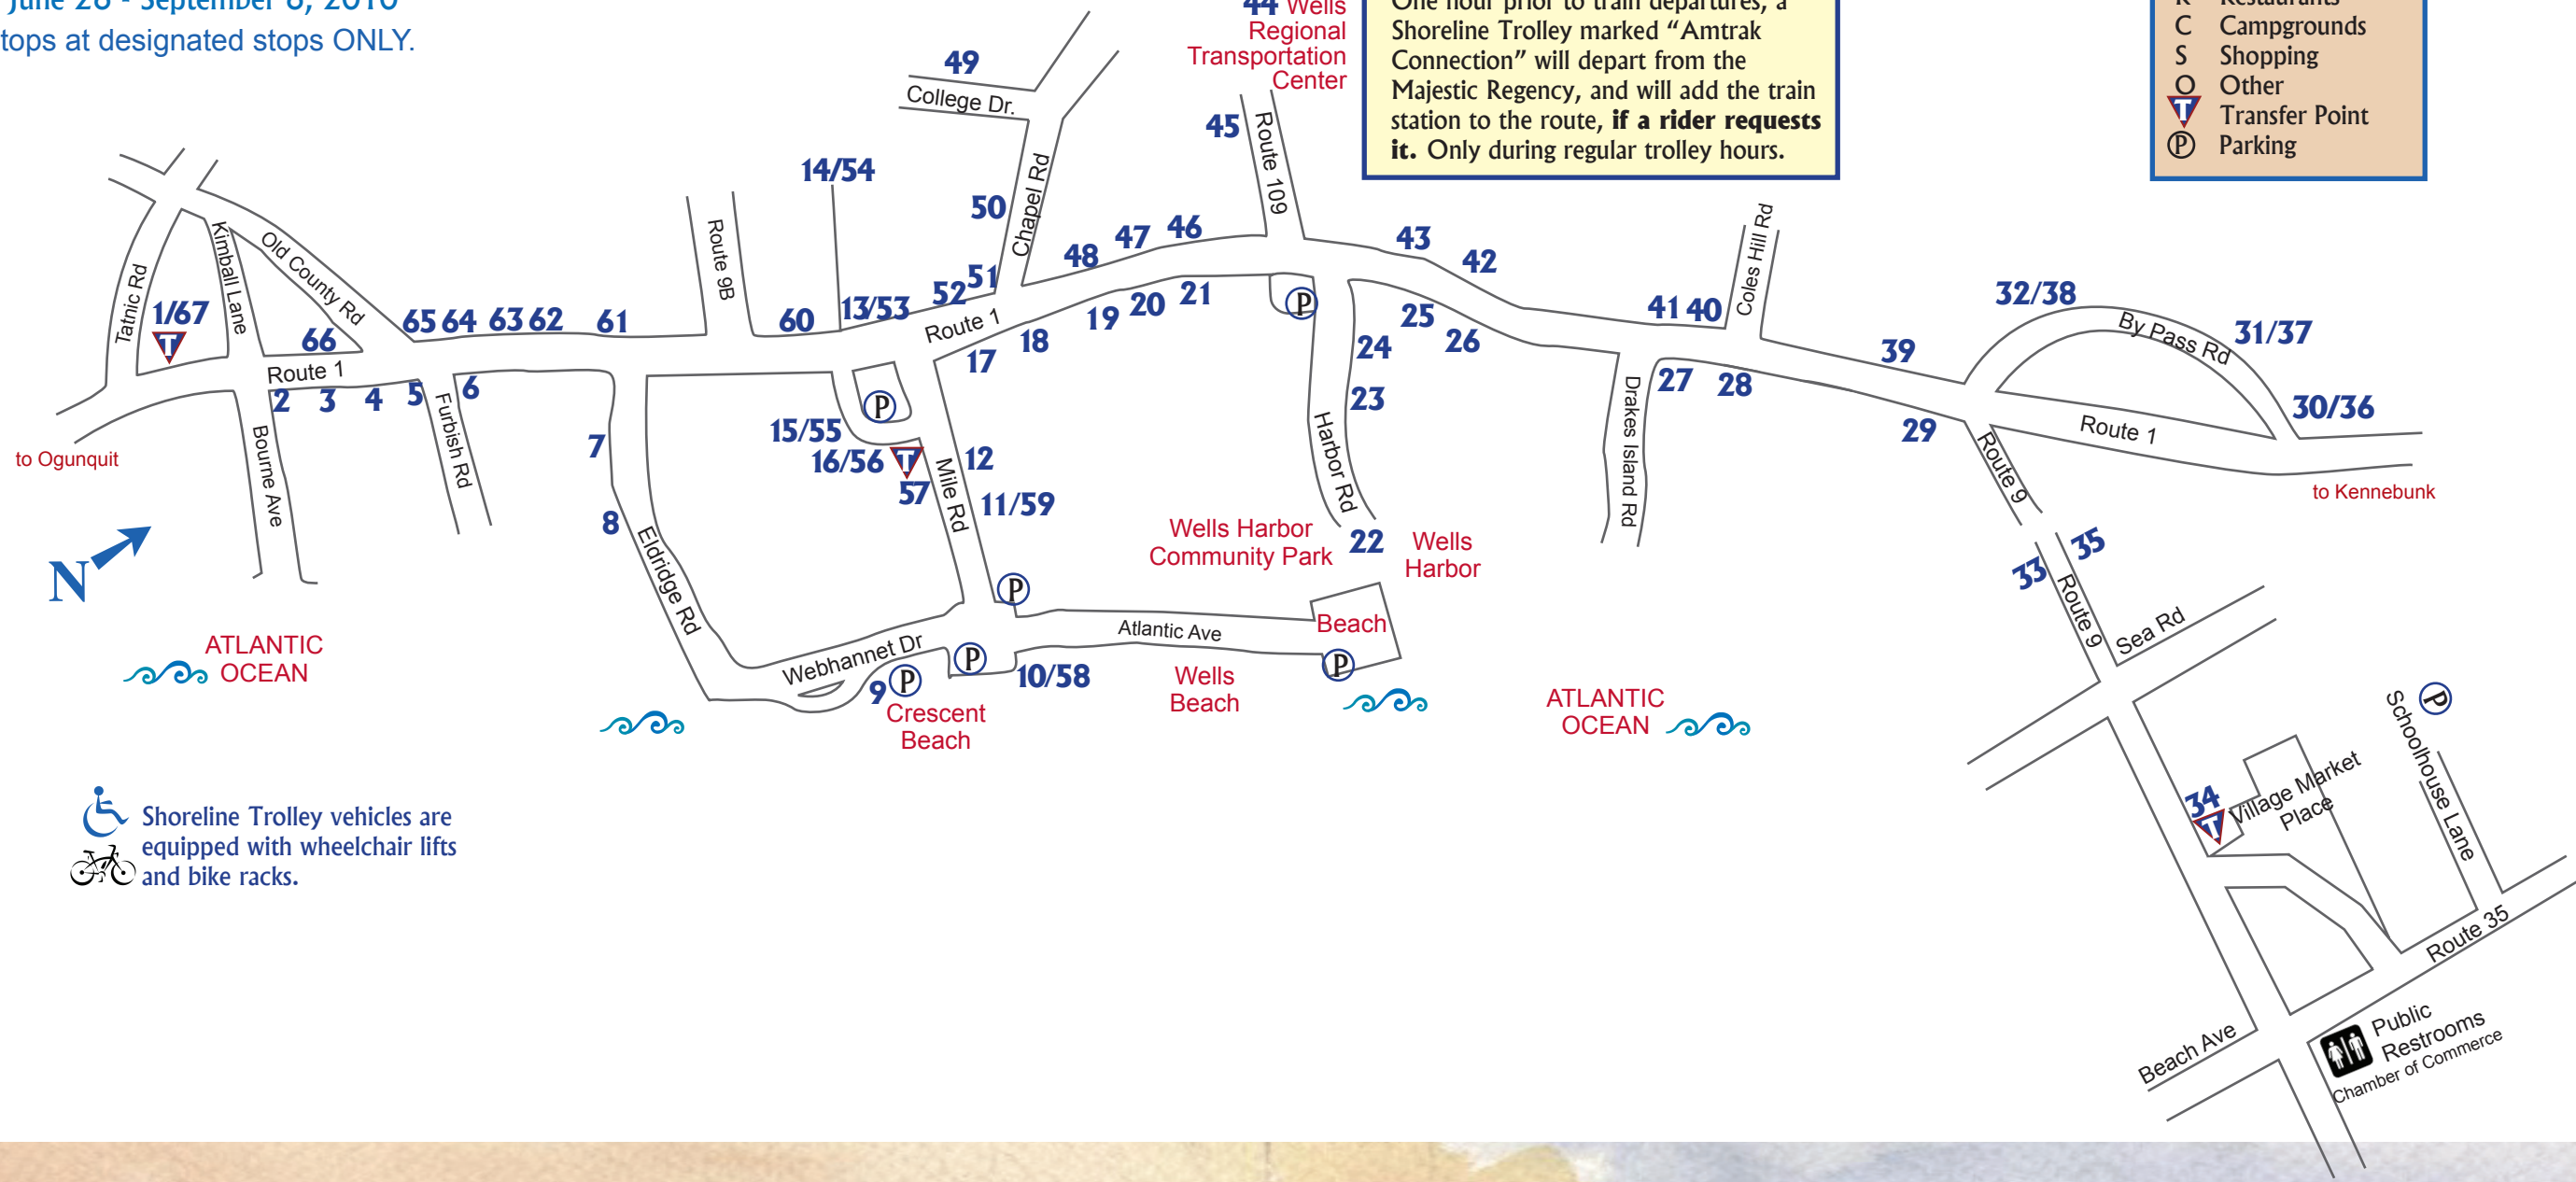 June 26 - September 6, 2010
tops at designated stops ONLY.
44 Wells
Regional
Transportation
Center
One hour prior to train departures, a
Shoreline Trolley marked “Amtrak
Connection” will depart from the
Majestic Regency, and will add the train
station to the route, if a rider requests
it. Only during regular trolley hours.
R Restaurants
C Campgrounds
S Shopping
O Other
T Transfer Point
P Parking
49
College Dr.
45
Route 109
14/54
50
Chapel Rd
Kimball Lane
Old County Rd
Tatnic Rd
1/67
T
66
Route 1
65 64 63 62 61
Route 9B
60
13/53
52
51
48
47
46
43
42
Route 1
17
18
19
20
21
P
25
26
24
23
41 40
Coles Hill Rd
39
32/38
By Pass Rd
31/37
30/36
Route 1
to Kennebunk
2
3
4
5
6
Furbish Rd
Bourne Ave
to Ogunquit
N
7
8
Eldridge Rd
P
15/55
16/56
T
57
Mile Rd
12
11/59
Harbor Rd
22
Wells Harbor
Community Park
Wells
Harbor
Drakes Island Rd
27
28
29
Route 9
33
35
Route 9
Sea Rd
ATLANTIC
OCEAN
Webhannet Dr
P
P
9
P
Crescent
Beach
10/58
Atlantic Ave
Wells
Beach
Beach
P
ATLANTIC
OCEAN
34
T
Village Market
Place
Schoolhouse Lane
P
Route 35
Beach Ave
Public
Restrooms
Chamber of Commerce
Shoreline Trolley vehicles are
equipped with wheelchair lifts
and bike racks.